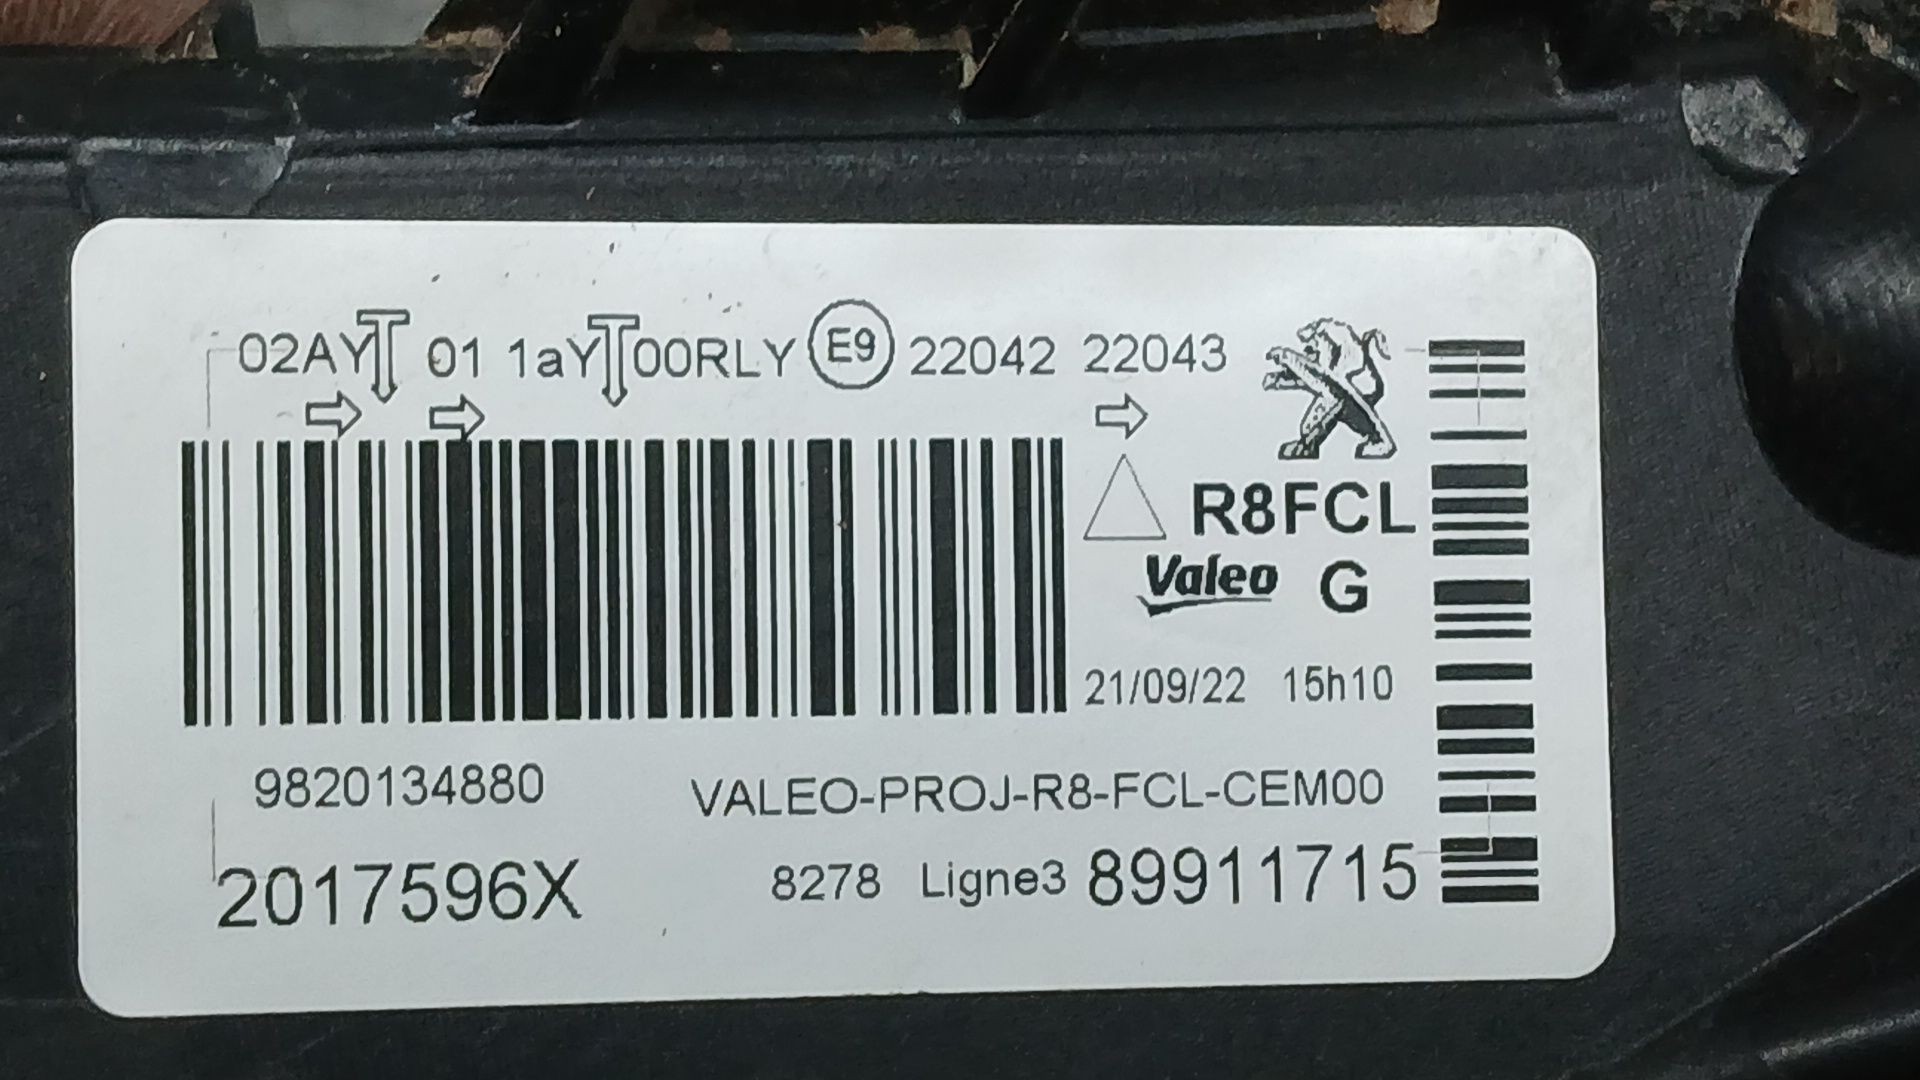 02AY 01 1aY 00RLY E9 22042 22043
R8FCL
Valeo G
21/09/22 15h10
9820134880 VALEO-PROJ-R8-FCL-CEM00
2017596X 8278 Ligne3 89911715